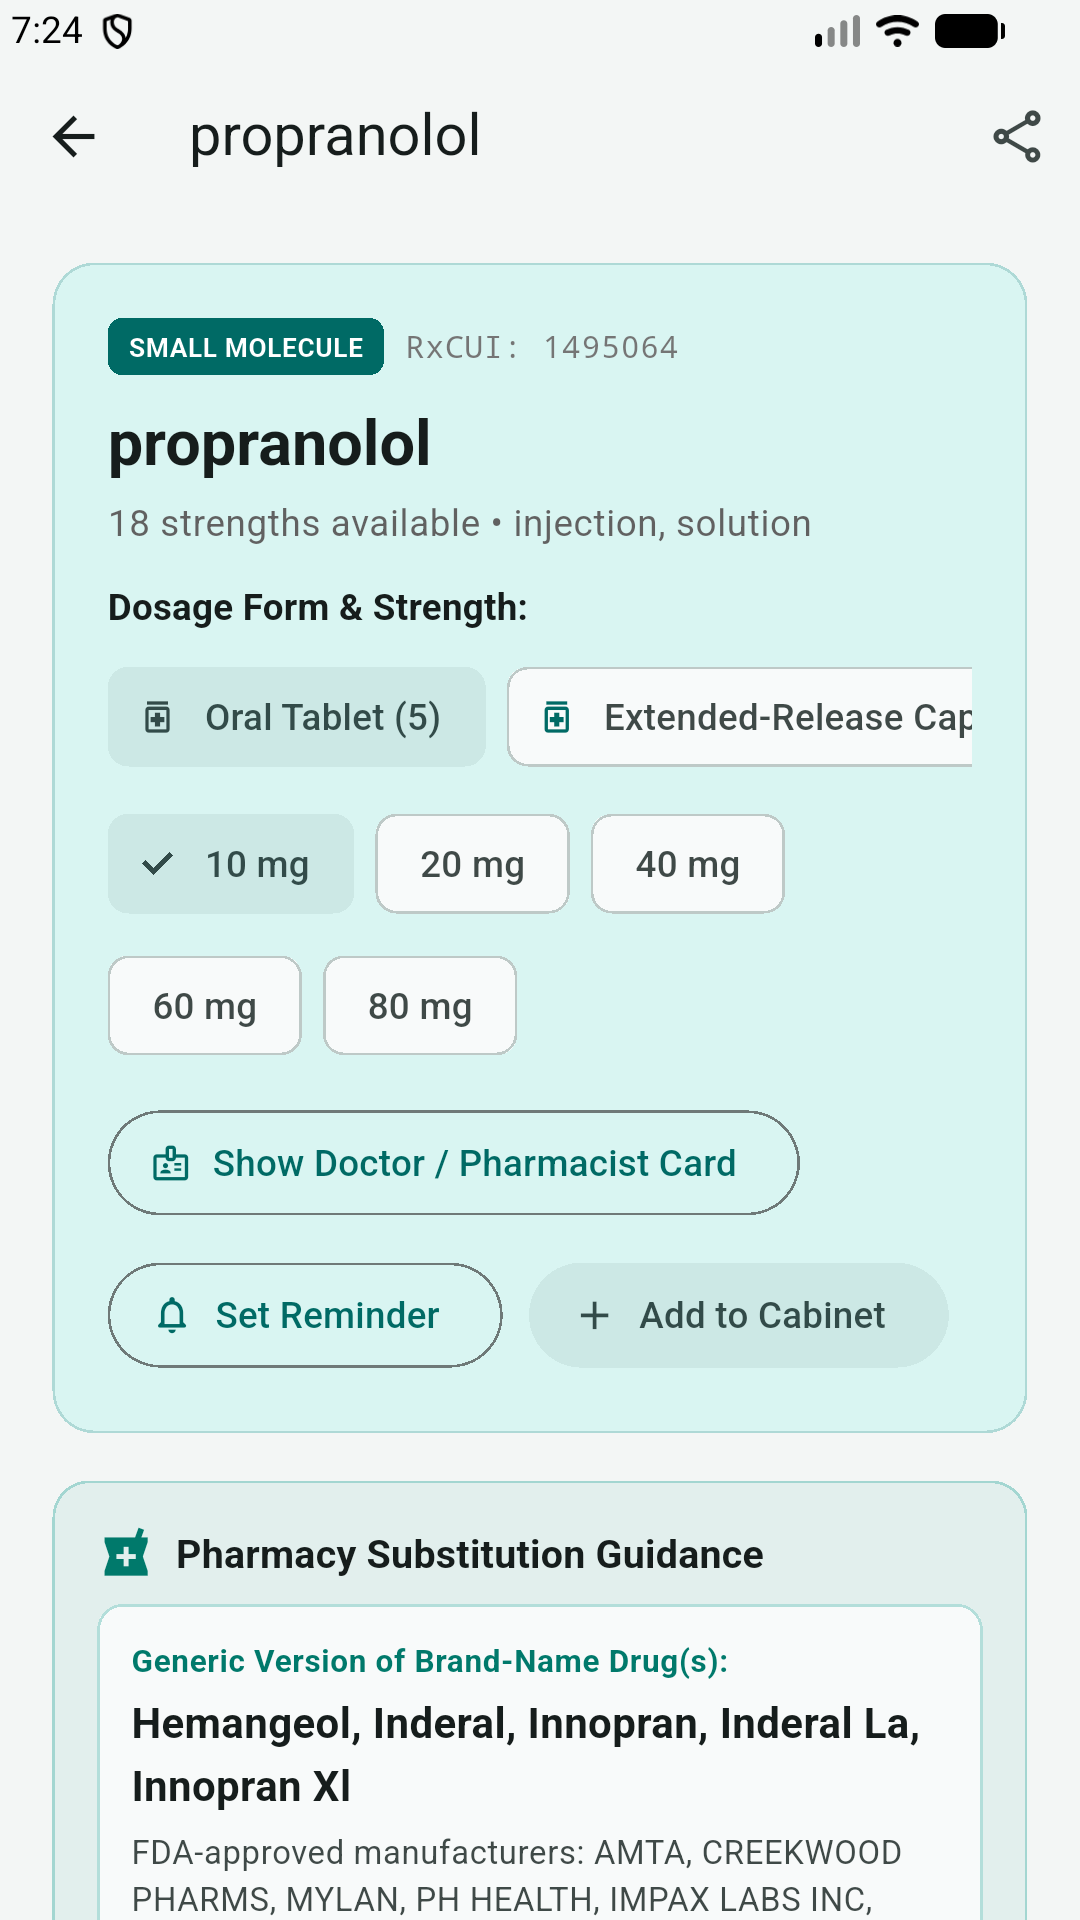 7:24
propranolol
SMALL MOLECULE RxCUI: 1495064
propranolol
18 strengths available • injection, solution
Dosage Form & Strength:
Oral Tablet (5) Extended-Release Cap
10 mg 20 mg 40 mg
60 mg 80 mg
Show Doctor / Pharmacist Card
Set Reminder Add to Cabinet
Pharmacy Substitution Guidance
Generic Version of Brand-Name Drug(s):
Hemangeol, Inderal, Innopran, Inderal La,
Innopran Xl
FDA-approved manufacturers: AMTA, CREEKWOOD
PHARMS, MYLAN, PH HEALTH, IMPAX LABS INC,